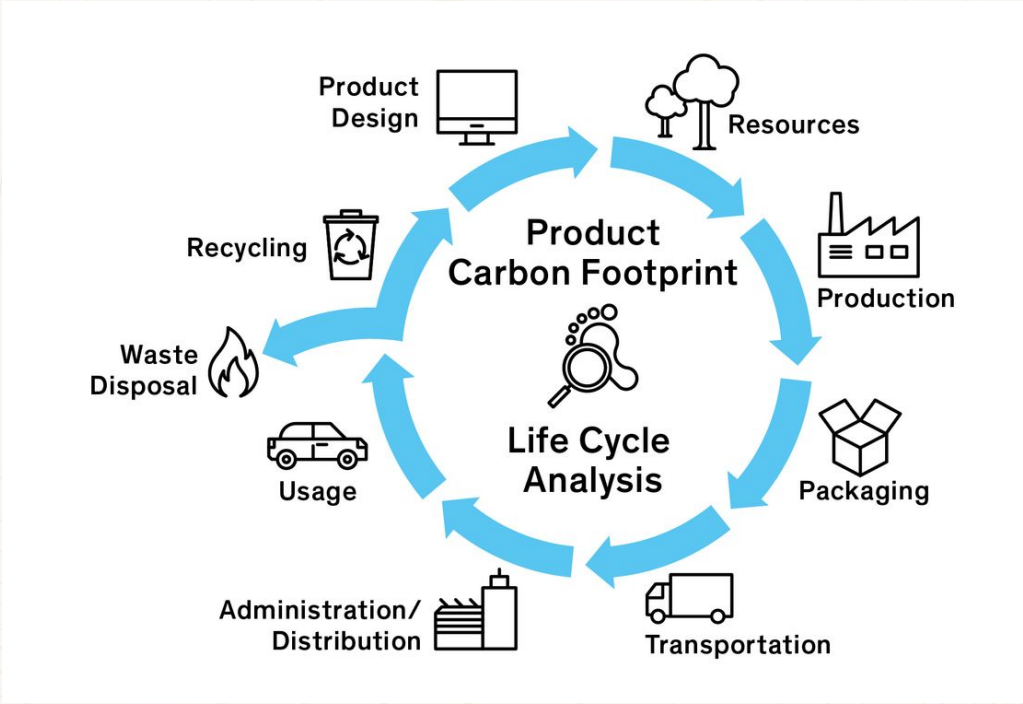 Product
Design
Resources
Production
Packaging
Transportation
Administration/
Distribution
Usage
Waste
Disposal
Recycling
Product
Carbon Footprint
Life Cycle
Analysis